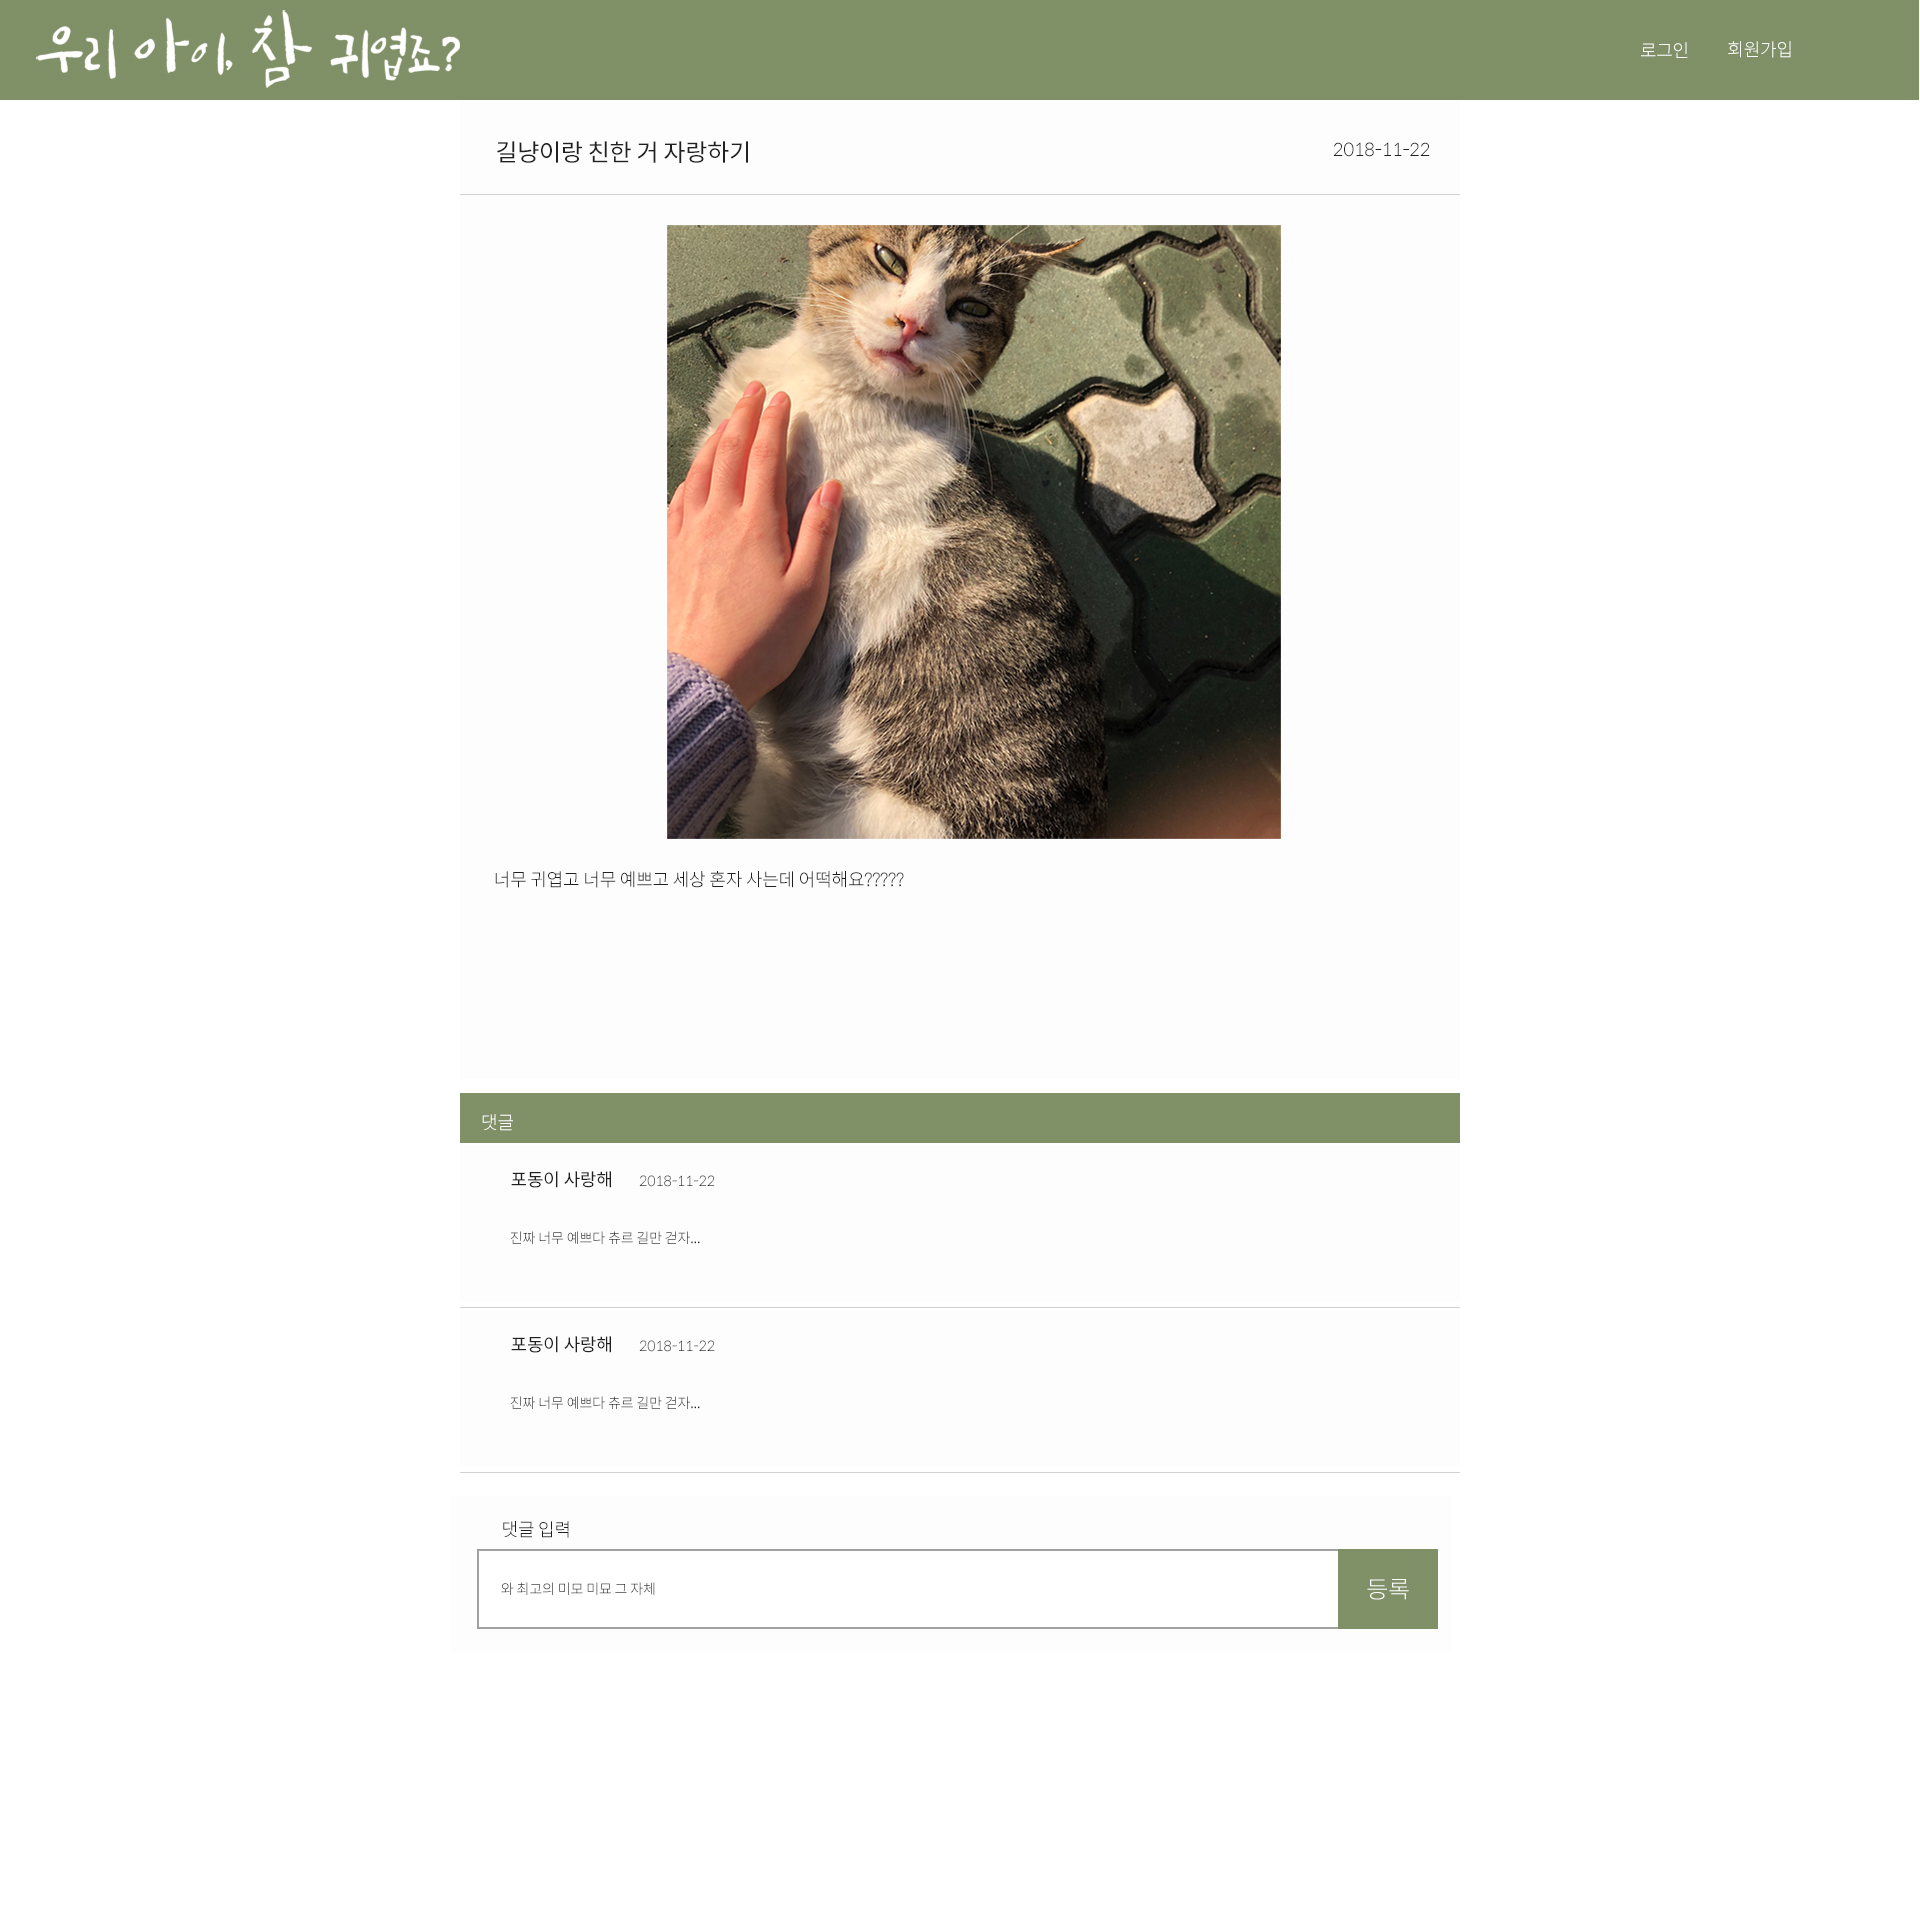 우리 아이, 참 귀엽죠?
로그인
회원가입
길냥이랑 친한 거 자랑하기
2018-11-22
너무 귀엽고 너무 예쁘고 세상 혼자 사는데 어떡해요?????
댓글
포동이 사랑해 2018-11-22
진짜 너무 예쁘다 츄르 길만 걷자...
포동이 사랑해 2018-11-22
진짜 너무 예쁘다 츄르 길만 걷자...
댓글 입력
와 최고의 미모 미묘 그 자체
등록